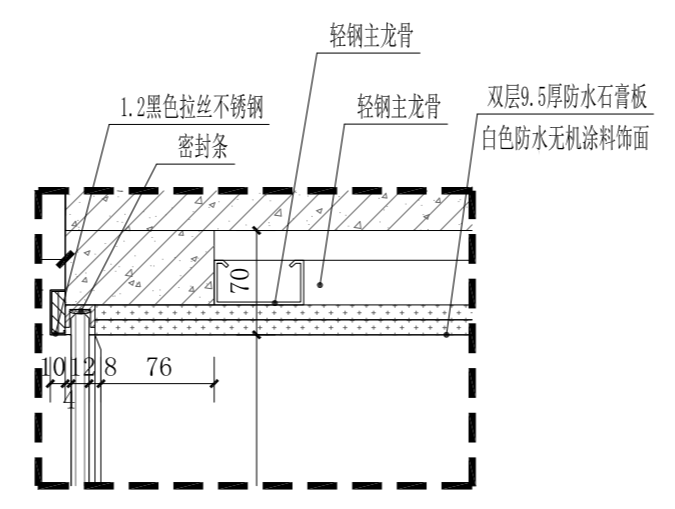 轻钢主龙骨
双层9.5厚防水石膏板
1.2黑色拉丝不锈钢
轻钢主龙骨
白色防水无机涂料饰面
密封条
70
10 12 8 76
4